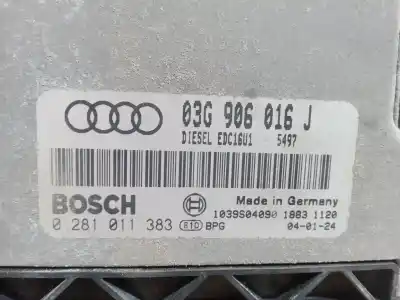 03G 906 016 J
DIESEL EDC16U1 5497
BOSCH
Made in Germany
1039S04090 1883 1120
0 281 011 383 E1D BPG 04-01-24